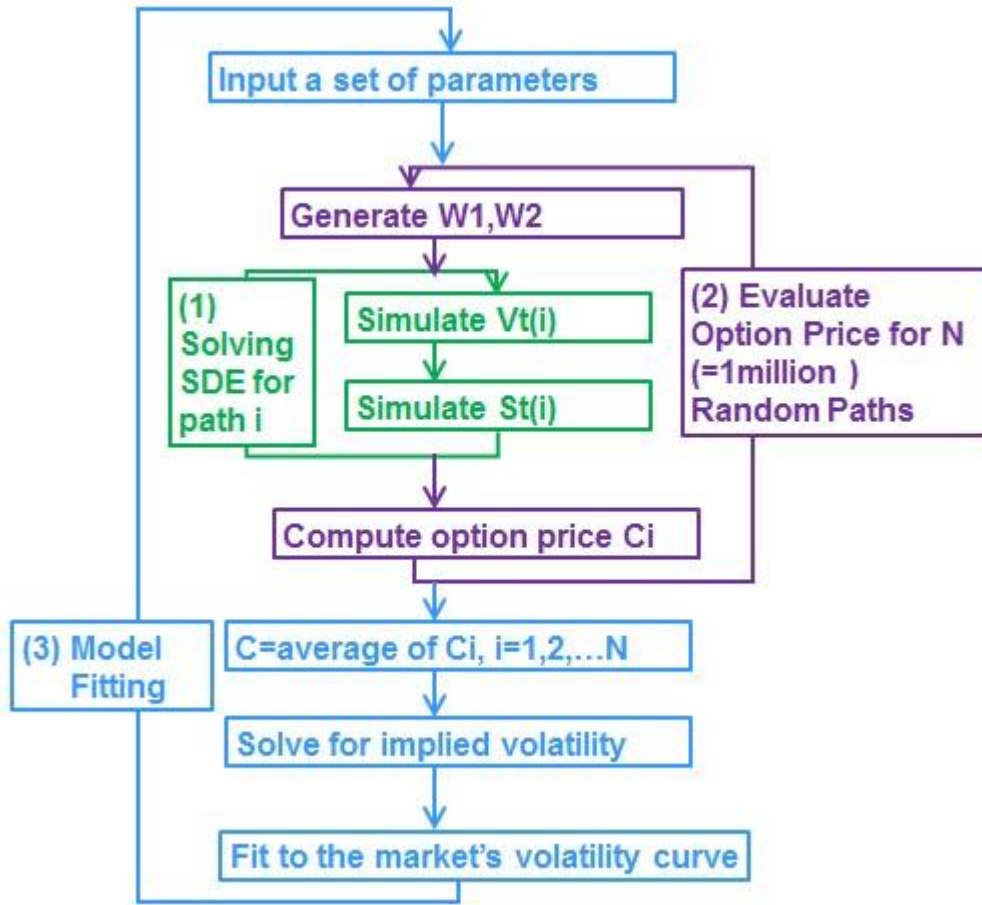 Input a set of parameters
Generate W1,W2
(1)
Solving
SDE for
path i
Simulate Vt(i)
Simulate St(i)
(2) Evaluate
Option Price for N
(=1million )
Random Paths
Compute option price Ci
(3) Model
Fitting
C=average of Ci, i=1,2,…N
Solve for implied volatility
Fit to the market's volatility curve